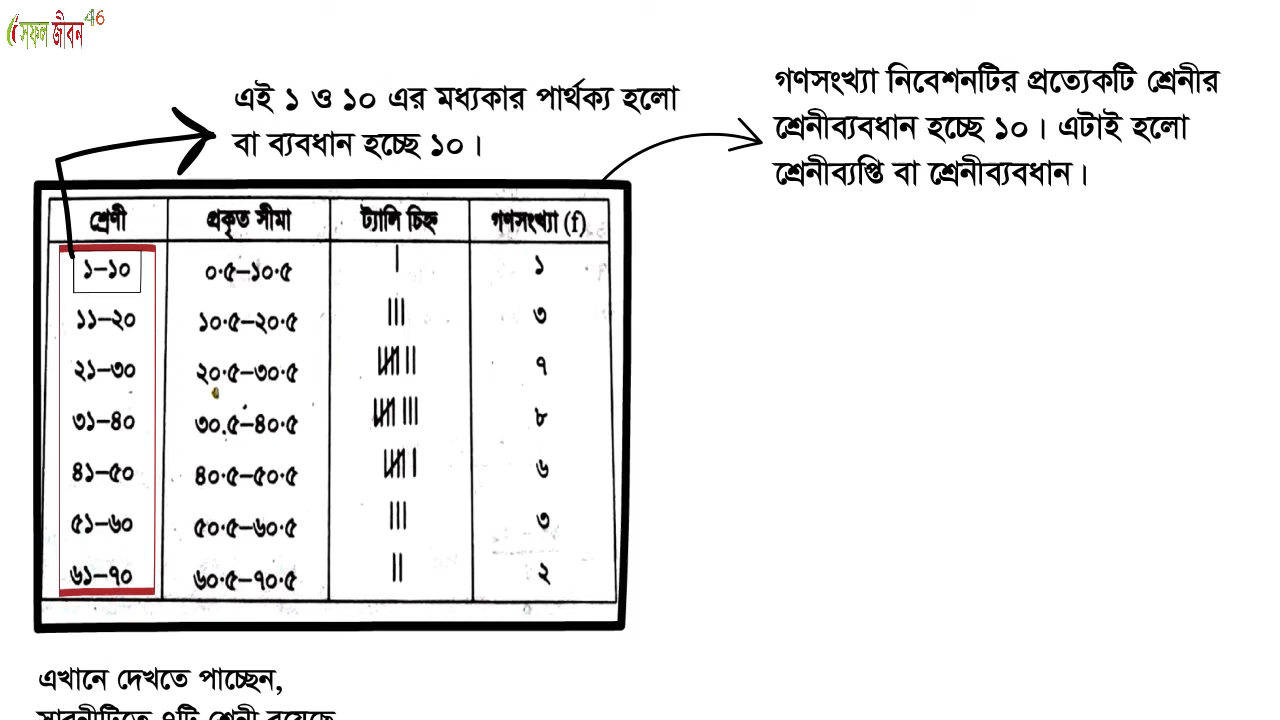 সফল জীবন 46
এই ১ ও ১০ এর মধ্যকার পার্থক্য হলো
বা ব্যবধান হচ্ছে ১০।
গণসংখ্যা নিবেশনটির প্রত্যেকটি শ্রেনীর
শ্রেনীব্যবধান হচ্ছে ১০। এটাই হলো
শ্রেনীব্যপ্তি বা শ্রেনীব্যবধান।
শ্রেণী প্রকৃত সীমা ট্যালি চিহ্ন গণসংখ্যা (f)
১–১০ ০·৫–১০·৫ | ১
১১–২০ ১০·৫–২০·৫ ||| ৩
২১–৩০ ২০·৫–৩০·৫ |||| || ৭
৩১–৪০ ৩০.৫–৪০·৫ |||| ||| ৮
৪১–৫০ ৪০·৫–৫০·৫ |||| | ৬
৫১–৬০ ৫০·৫–৬০·৫ ||| ৩
৬১–৭০ ৬০·৫–৭০·৫ || ২
এখানে দেখতে পাচ্ছেন,
সারনীটিতে ৭টি শ্রেনী রয়েছে